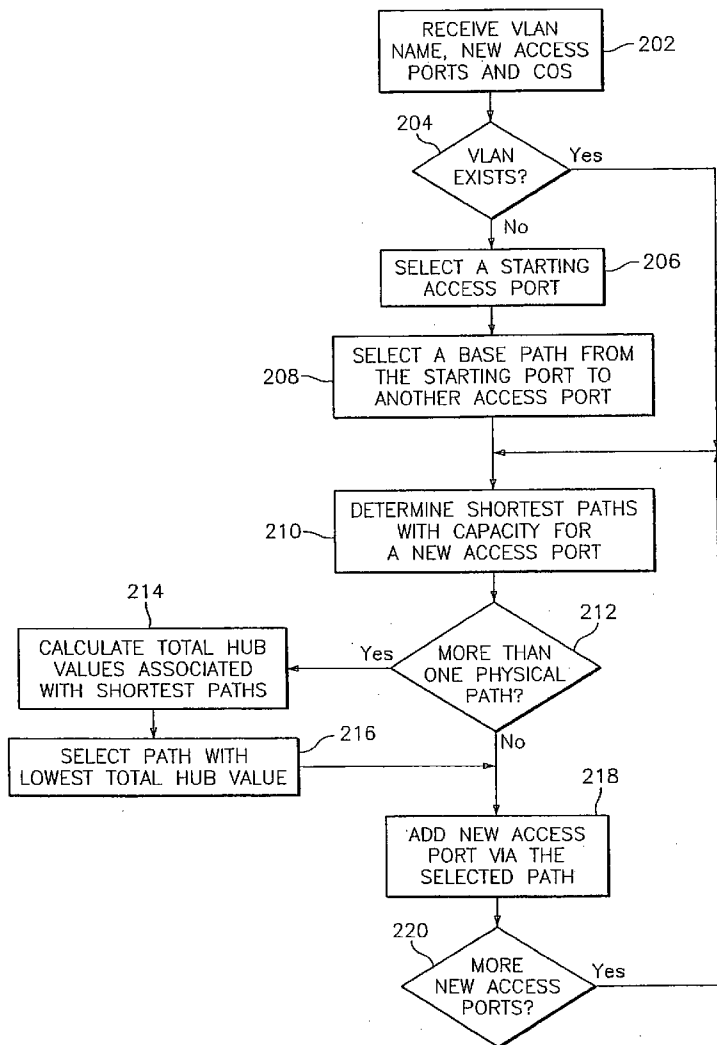 RECEIVE VLAN
NAME, NEW ACCESS
PORTS AND COS
202
204
VLAN
EXISTS?
Yes
No
SELECT A STARTING
ACCESS PORT
206
208
SELECT A BASE PATH FROM
THE STARTING PORT TO
ANOTHER ACCESS PORT
210
DETERMINE SHORTEST PATHS
WITH CAPACITY FOR
A NEW ACCESS PORT
214
CALCULATE TOTAL HUB
VALUES ASSOCIATED
WITH SHORTEST PATHS
Yes
212
MORE THAN
ONE PHYSICAL
PATH?
No
216
SELECT PATH WITH
LOWEST TOTAL HUB VALUE
218
ADD NEW ACCESS
PORT VIA THE
SELECTED PATH
220
MORE
NEW ACCESS
PORTS?
Yes